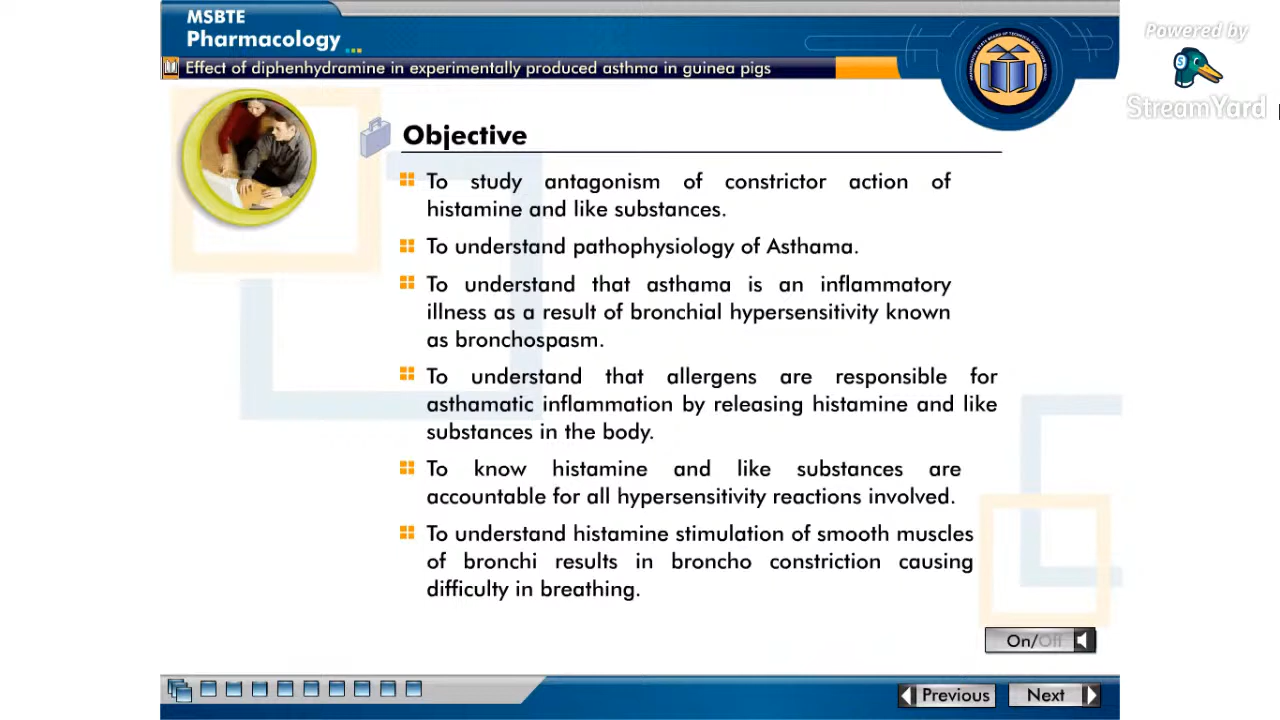 MSBTE
Pharmacology
Effect of diphenhydramine in experimentally produced asthma in guinea pigs
Powered by
StreamYard
Objective
To study antagonism of constrictor action of
histamine and like substances.
To understand pathophysiology of Asthama.
To understand that asthama is an inflammatory
illness as a result of bronchial hypersensitivity known
as bronchospasm.
To understand that allergens are responsible for
asthamatic inflammation by releasing histamine and like
substances in the body.
To know histamine and like substances are
accountable for all hypersensitivity reactions involved.
To understand histamine stimulation of smooth muscles
of bronchi results in broncho constriction causing
difficulty in breathing.
On/Off
Previous
Next